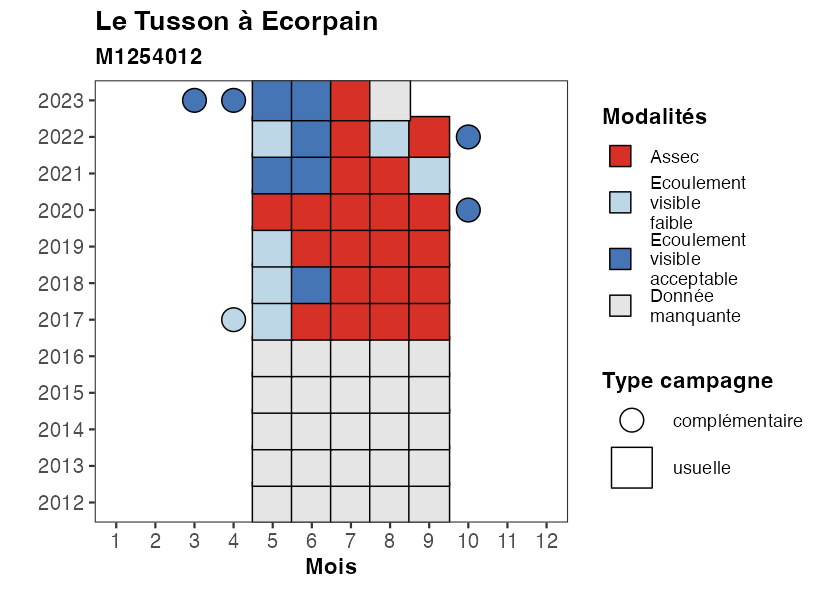 Le Tusson à Ecorpain
M1254012
2023
2022
2021
2020
2019
2018
2017
2016
2015
2014
2013
2012
1 2 3 4 5 6 7 8 9 10 11 12
Mois
Modalités
Assec
Ecoulement
visible
faible
Ecoulement
visible
acceptable
Donnée
manquante
Type campagne
complémentaire
usuelle